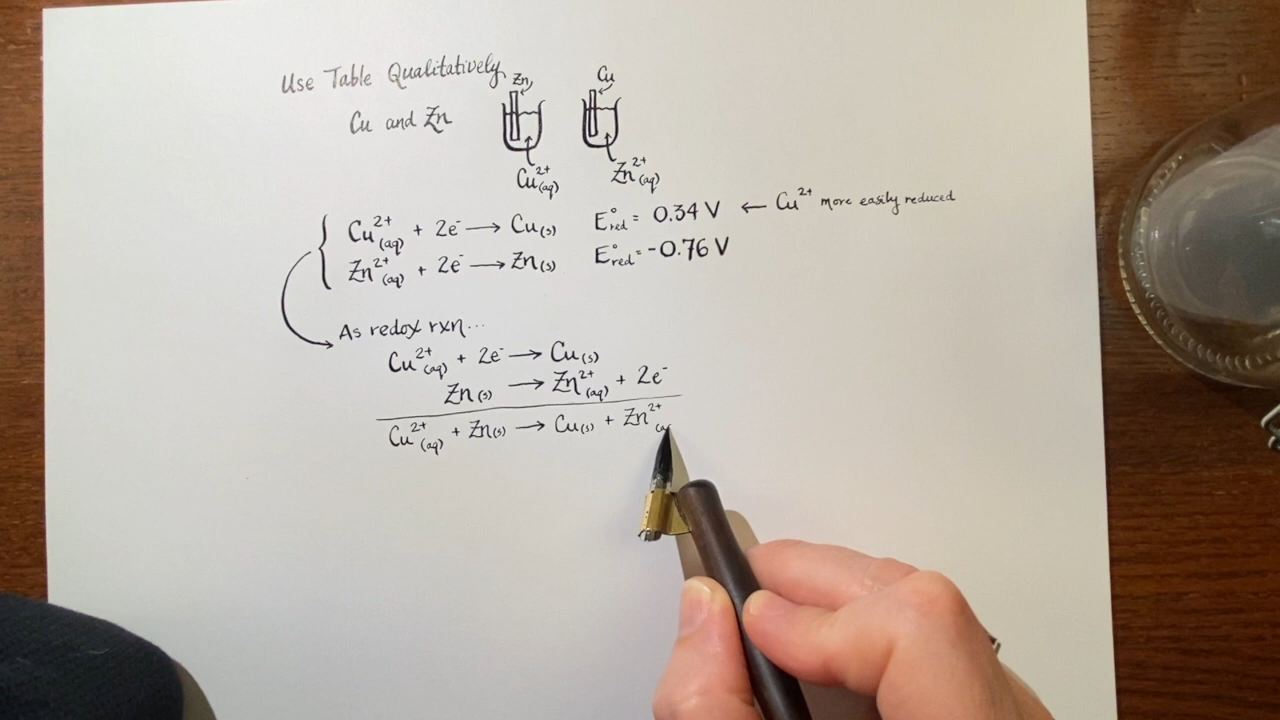 Use Table Qualitatively
Zn
Cu
Cu and Zn
Cu²⁺(aq)
Zn²⁺(aq)
Cu²⁺(aq) + 2e⁻ → Cu(s) E°red = 0.34 V ← Cu²⁺ more easily reduced
Zn²⁺(aq) + 2e⁻ → Zn(s) E°red = -0.76 V
As redox rxn...
Cu²⁺(aq) + 2e⁻ → Cu(s)
Zn(s) → Zn²⁺(aq) + 2e⁻
Cu²⁺(aq) + Zn(s) → Cu(s) + Zn²⁺(a